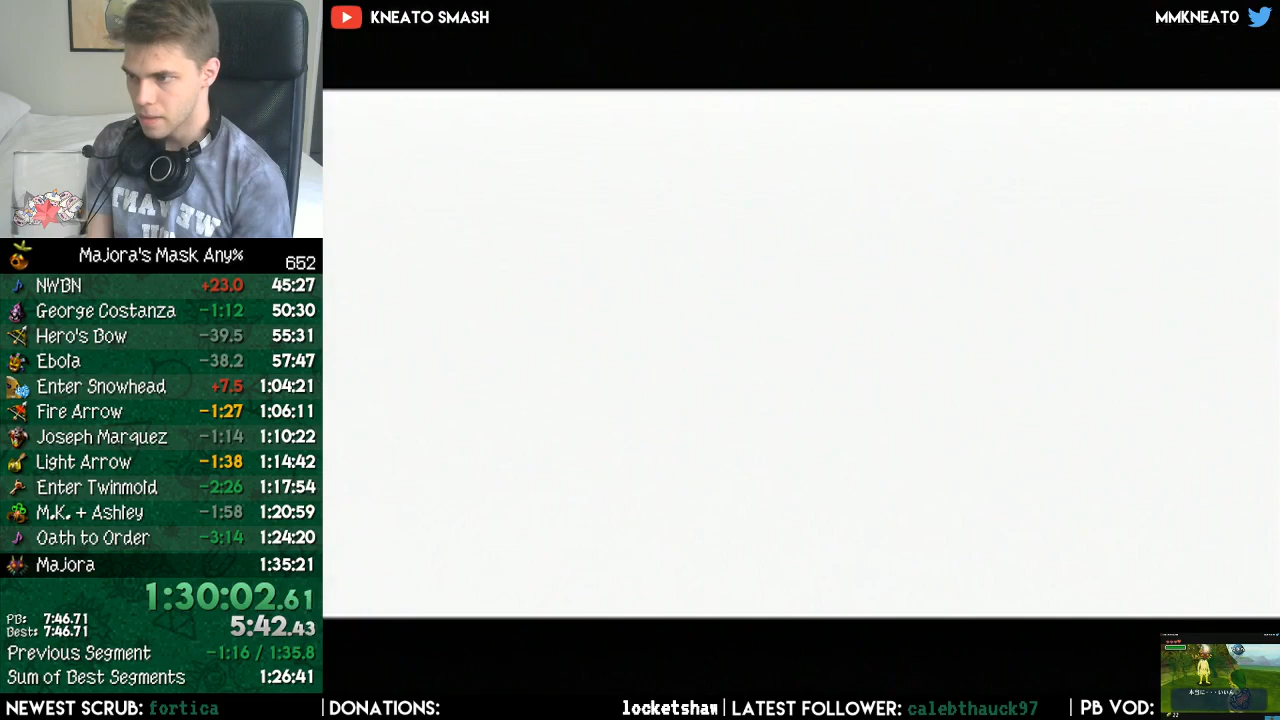 KNEATO SMASH
MMKNEAT0
WE WANT
Majora's Mask Any%
652
NWBN +23.0 45:27
George Costanza −1:12 50:30
Hero's Bow −39.5 55:31
Ebola −38.2 57:47
Enter Snowhead +7.5 1:04:21
Fire Arrow −1:27 1:06:11
Joseph Marquez −1:14 1:10:22
Light Arrow −1:38 1:14:42
Enter Twinmold −2:26 1:17:54
M.K. + Ashley −1:58 1:20:59
Oath to Order −3:14 1:24:20
Majora 1:35:21
1:30:02.61
PB: 7:46.71
Best: 7:46.71
5:42.43
Previous Segment −1:16 / 1:35.8
Sum of Best Segments 1:26:41
NEWEST SCRUB: fortica | DONATIONS: locketshaw | LATEST FOLLOWER: calebthauck97 | PB VOD: